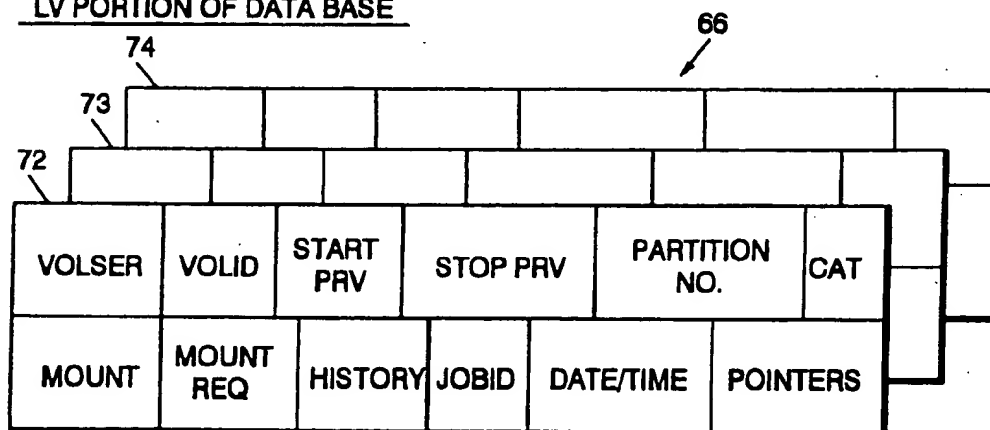 LV PORTION OF DATA BASE
66
74
73
72
VOLSER VOLID START PRV STOP PRV PARTITION NO. CAT
MOUNT MOUNT REQ HISTORY JOBID DATE/TIME POINTERS